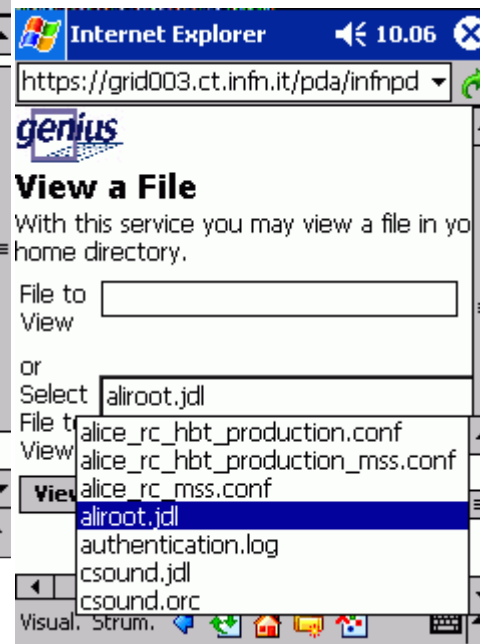 Internet Explorer 10.06
https://grid003.ct.infn.it/pda/infnpd
genius
View a File
With this service you may view a file in yo
home directory.
File to
View
or
Select aliroot.jdl
File t
View
alice_rc_hbt_production.conf
alice_rc_hbt_production_mss.conf
View
alice_rc_mss.conf
aliroot.jdl
authentication.log
csound.jdl
csound.orc
Visual. Strum.